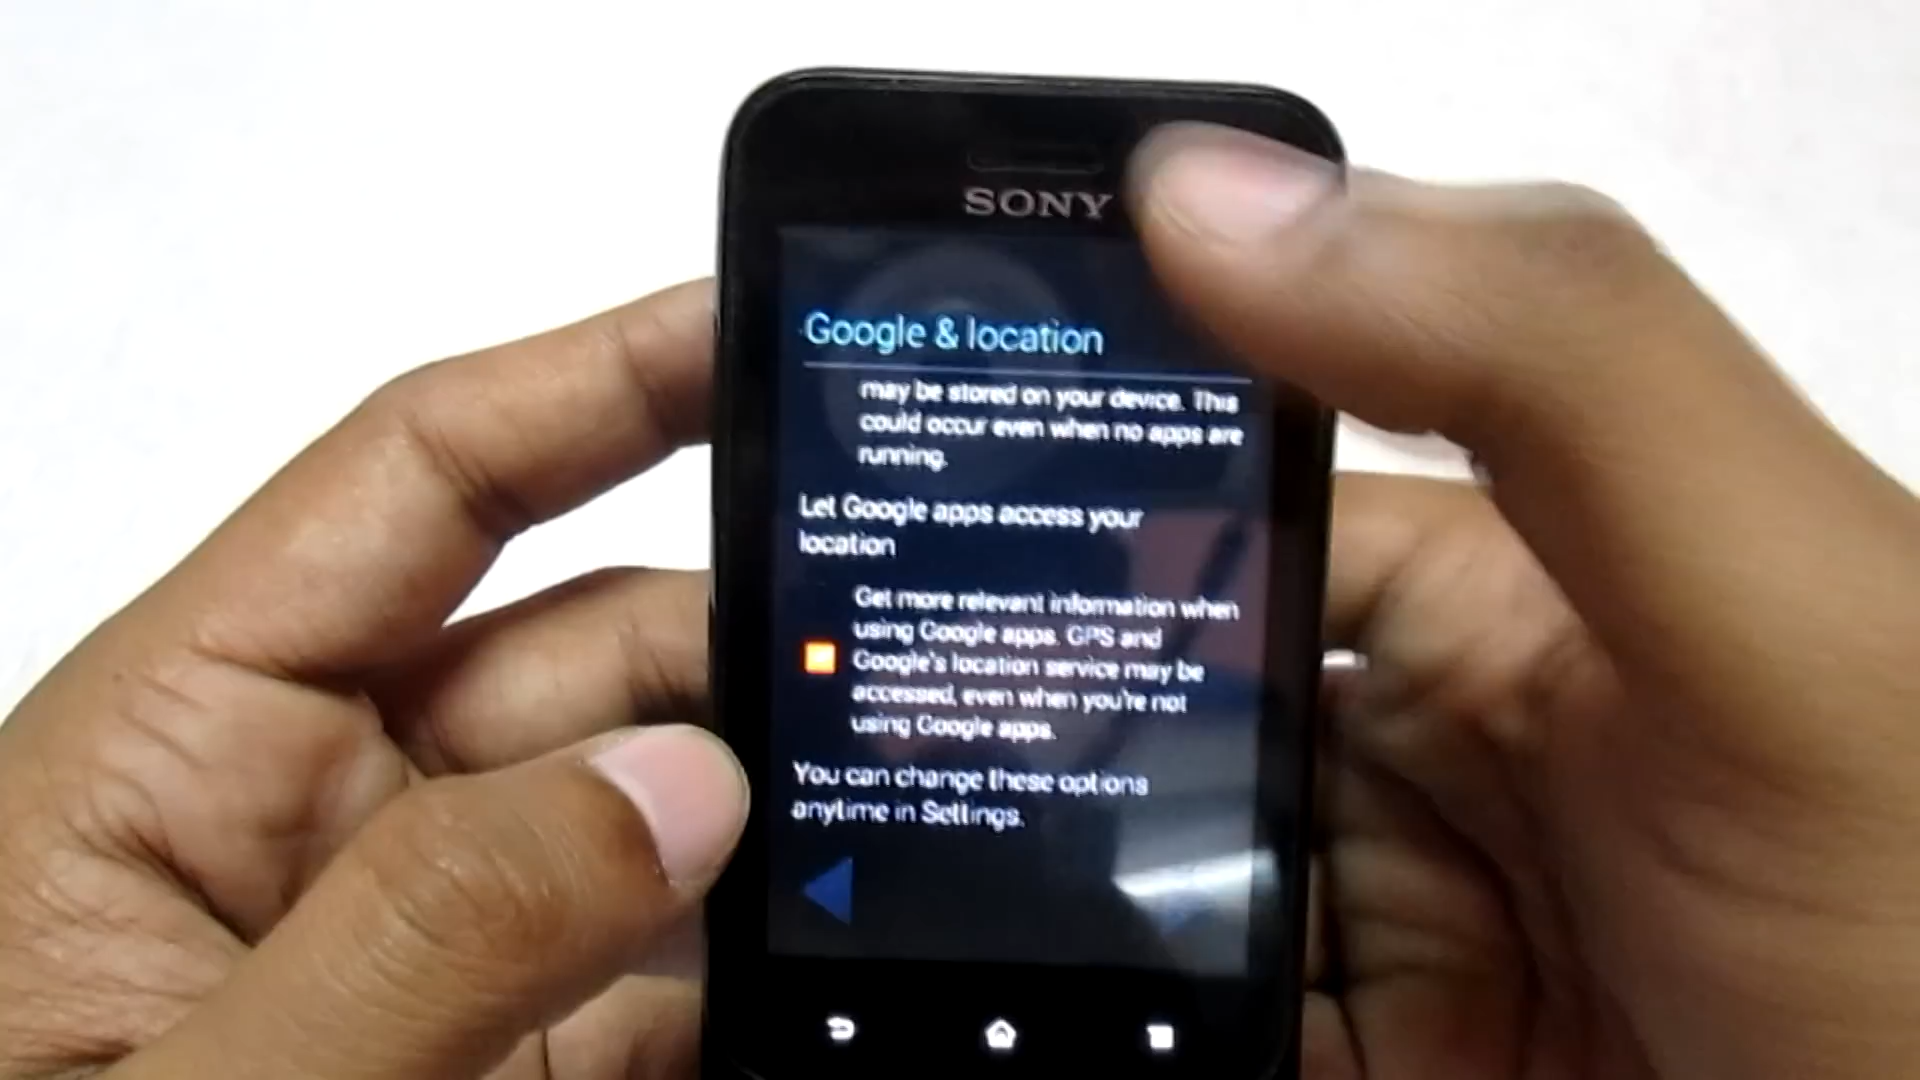 SONY
Google & location
may be stored on your device. This
could occur even when no apps are
running.
Let Google apps access your
location
Get more relevant information when
using Google apps. GPS and
Google's location service may be
accessed, even when you're not
using Google apps.
You can change these options
anytime in Settings.